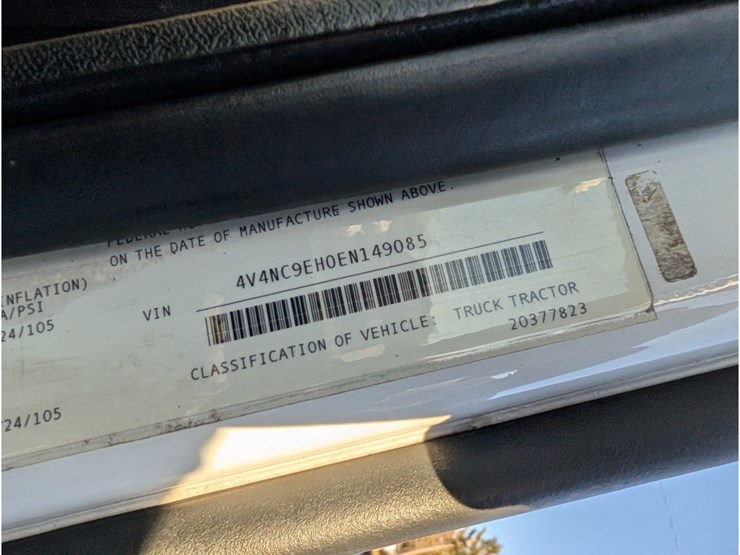 ON THE DATE OF MANUFACTURE SHOWN ABOVE.
NFLATION)
A/PSI
24/105
VIN 4V4NC9EH0EN149085
CLASSIFICATION OF VEHICLE: TRUCK TRACTOR
20377823
24/105